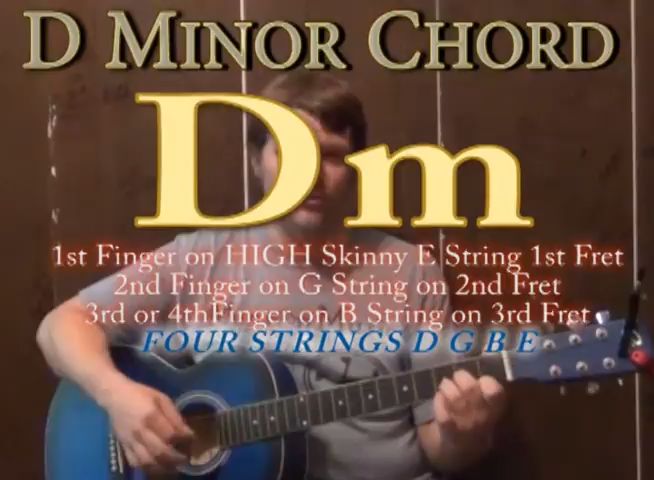 D MINOR CHORD
Dm
1st Finger on HIGH Skinny E String 1st Fret
2nd Finger on G String on 2nd Fret
3rd or 4thFinger on B String on 3rd Fret
FOUR STRINGS D G B E